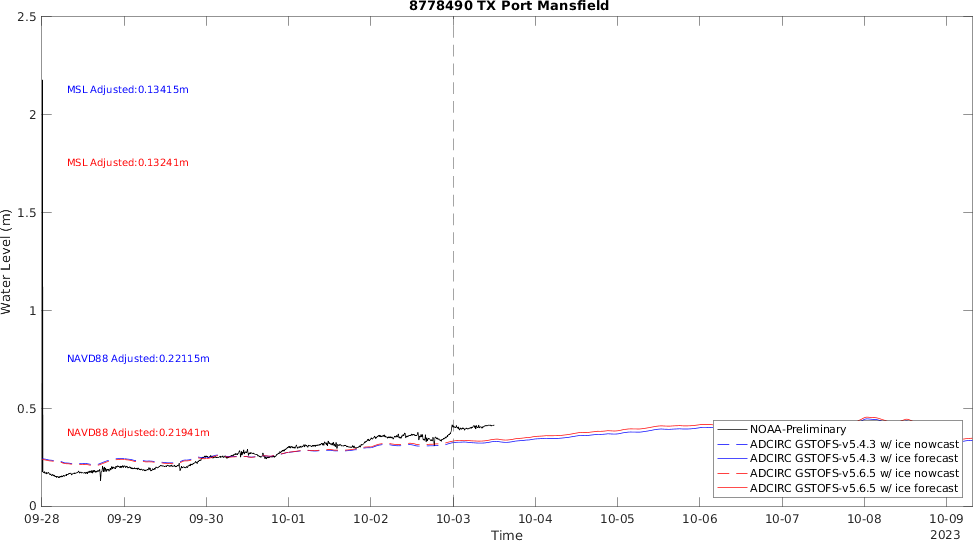 8778490 TX Port Mansfield
2.5
2
1.5
1
0.5
0
Water Level (m)
MSL Adjusted:0.13415m
MSL Adjusted:0.13241m
NAVD88 Adjusted:0.22115m
NAVD88 Adjusted:0.21941m
NOAA-Preliminary
ADCIRC GSTOFS-v5.4.3 w/ ice nowcast
ADCIRC GSTOFS-v5.4.3 w/ ice forecast
ADCIRC GSTOFS-v5.6.5 w/ ice nowcast
ADCIRC GSTOFS-v5.6.5 w/ ice forecast
09-28 09-29 09-30 10-01 10-02 10-03 10-04 10-05 10-06 10-07 10-08 10-09
2023
Time